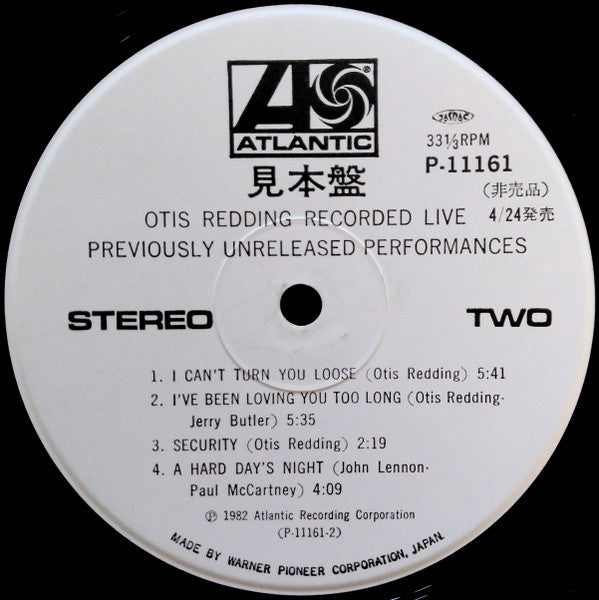 ATLANTIC
®
JASRAC
33⅓RPM
P-11161
見本盤
(非売品)
OTIS REDDING RECORDED LIVE 4/24発売
PREVIOUSLY UNRELEASED PERFORMANCES
STEREO TWO
1. I CAN'T TURN YOU LOOSE (Otis Redding) 5:41
2. I'VE BEEN LOVING YOU TOO LONG (Otis Redding-
Jerry Butler) 5:35
3. SECURITY (Otis Redding) 2:19
4. A HARD DAY'S NIGHT (John Lennon-
Paul McCartney) 4:09
℗ 1982 Atlantic Recording Corporation
(P-11161-2)
MADE BY WARNER PIONEER CORPORATION, JAPAN.